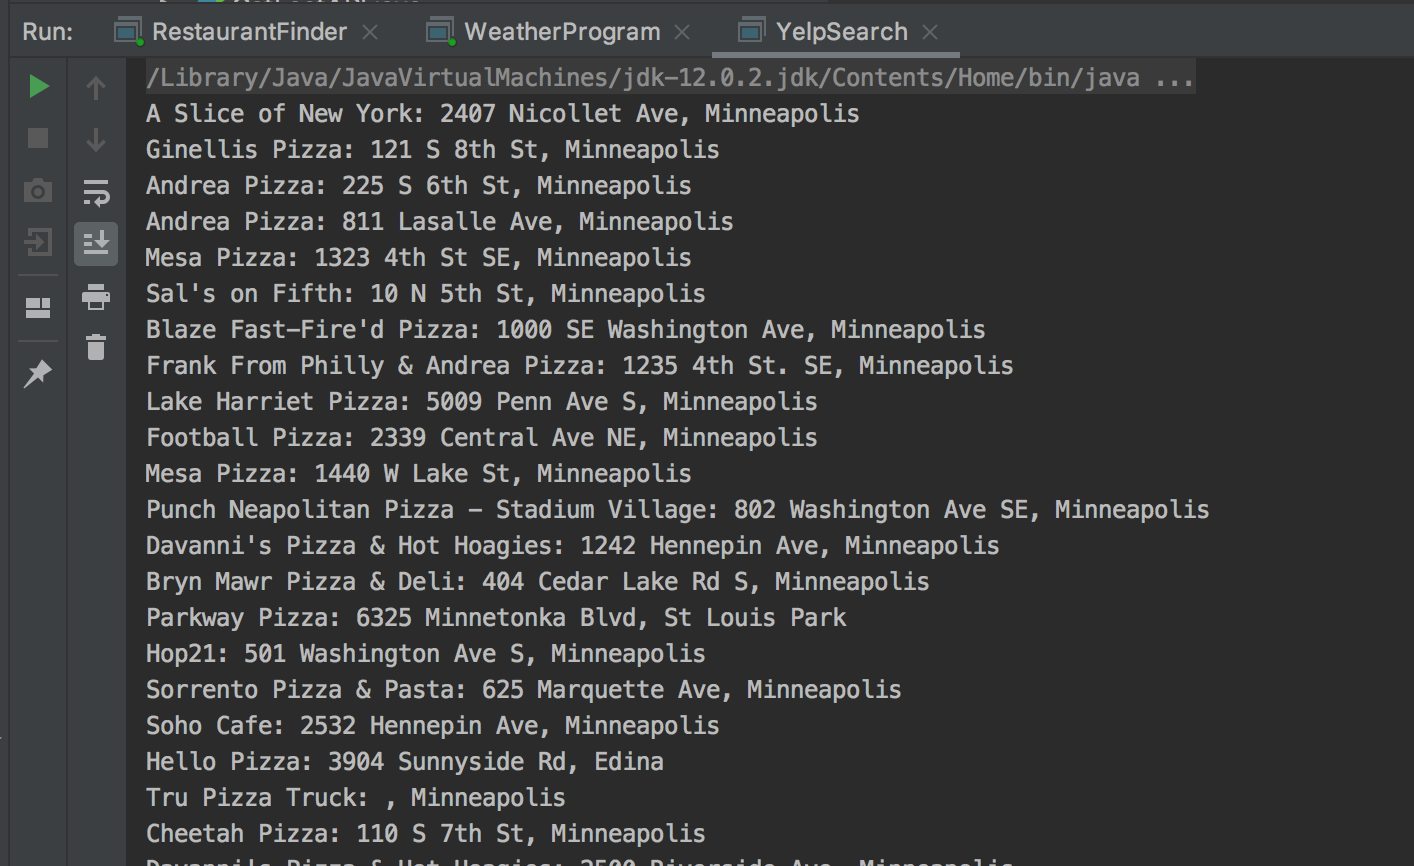 Run:
RestaurantFinder
WeatherProgram
YelpSearch
/Library/Java/JavaVirtualMachines/jdk-12.0.2.jdk/Contents/Home/bin/java ...
A Slice of New York: 2407 Nicollet Ave, Minneapolis
Ginellis Pizza: 121 S 8th St, Minneapolis
Andrea Pizza: 225 S 6th St, Minneapolis
Andrea Pizza: 811 Lasalle Ave, Minneapolis
Mesa Pizza: 1323 4th St SE, Minneapolis
Sal's on Fifth: 10 N 5th St, Minneapolis
Blaze Fast-Fire'd Pizza: 1000 SE Washington Ave, Minneapolis
Frank From Philly & Andrea Pizza: 1235 4th St. SE, Minneapolis
Lake Harriet Pizza: 5009 Penn Ave S, Minneapolis
Football Pizza: 2339 Central Ave NE, Minneapolis
Mesa Pizza: 1440 W Lake St, Minneapolis
Punch Neapolitan Pizza - Stadium Village: 802 Washington Ave SE, Minneapolis
Davanni's Pizza & Hot Hoagies: 1242 Hennepin Ave, Minneapolis
Bryn Mawr Pizza & Deli: 404 Cedar Lake Rd S, Minneapolis
Parkway Pizza: 6325 Minnetonka Blvd, St Louis Park
Hop21: 501 Washington Ave S, Minneapolis
Sorrento Pizza & Pasta: 625 Marquette Ave, Minneapolis
Soho Cafe: 2532 Hennepin Ave, Minneapolis
Hello Pizza: 3904 Sunnyside Rd, Edina
Tru Pizza Truck: , Minneapolis
Cheetah Pizza: 110 S 7th St, Minneapolis
Davanni's Pizza & Hot Hoagies: 2500 Riverside Ave, Minneapolis